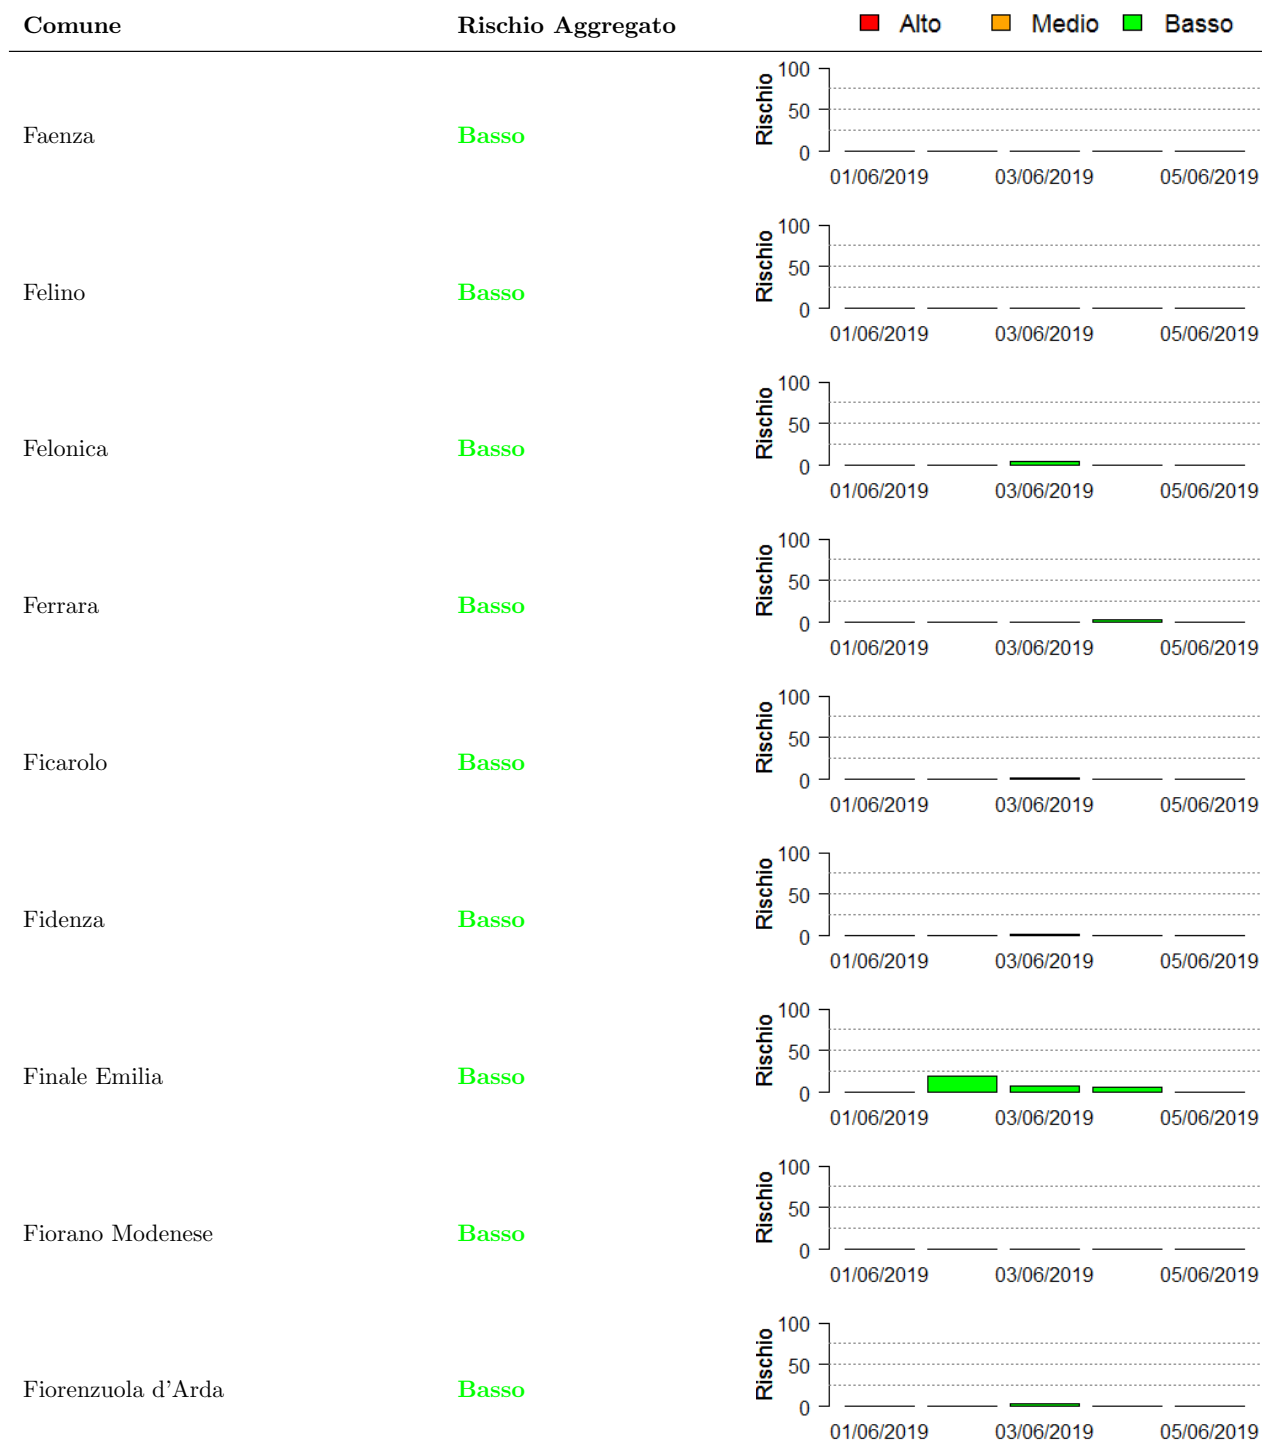 Comune Rischio Aggregato Alto Medio Basso
Faenza Basso Rischio 100 50 0
01/06/2019 03/06/2019 05/06/2019
Felino Basso Rischio 100 50 0
01/06/2019 03/06/2019 05/06/2019
Felonica Basso Rischio 100 50 0
01/06/2019 03/06/2019 05/06/2019
Ferrara Basso Rischio 100 50 0
01/06/2019 03/06/2019 05/06/2019
Ficarolo Basso Rischio 100 50 0
01/06/2019 03/06/2019 05/06/2019
Fidenza Basso Rischio 100 50 0
01/06/2019 03/06/2019 05/06/2019
Finale Emilia Basso Rischio 100 50 0
01/06/2019 03/06/2019 05/06/2019
Fiorano Modenese Basso Rischio 100 50 0
01/06/2019 03/06/2019 05/06/2019
Fiorenzuola d'Arda Basso Rischio 100 50 0
01/06/2019 03/06/2019 05/06/2019